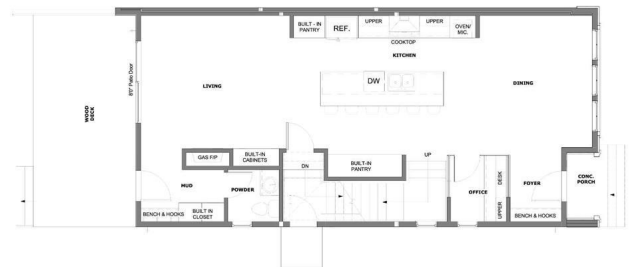 BUILT - IN
PANTRY
REF.
UPPER
UPPER
OVEN/
MIC.
COOKTOP
KITCHEN
8'0" Patio Door
DW
LIVING
DINING
WOOD
DECK
GAS F/P
BUILT-IN
CABINETS
DN
BUILT-IN
PANTRY
UP
MUD
POWDER
OFFICE
DESK
UPPER
FOYER
CONC.
PORCH
BENCH & HOOKS
BUILT IN
CLOSET
BENCH & HOOKS